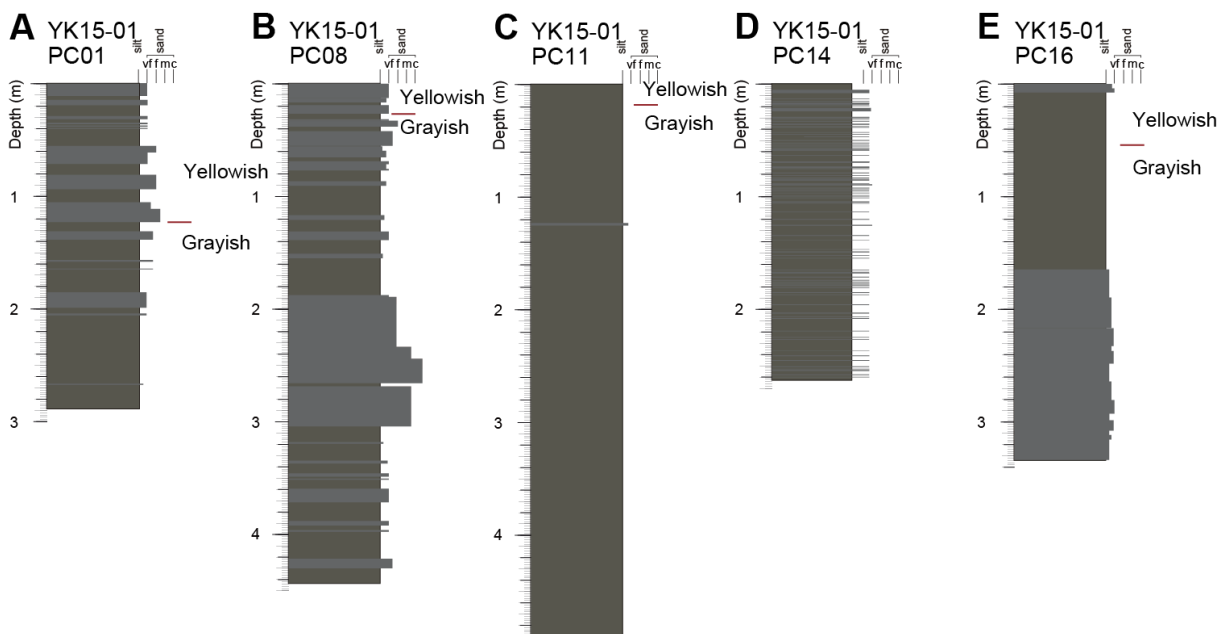 A YK15-01
PC01
silt
sand
vf f m c
Depth (m)
1
2
3
Yellowish
Grayish
B YK15-01
PC08
silt
sand
vf f m c
Depth (m)
1
2
3
4
Yellowish
Grayish
C YK15-01
PC11
silt
sand
vf f m c
Depth (m)
1
2
3
4
Yellowish
Grayish
D YK15-01
PC14
silt
sand
vf f m c
Depth (m)
1
2
E YK15-01
PC16
silt
sand
vf f m c
Depth (m)
1
2
3
Yellowish
Grayish